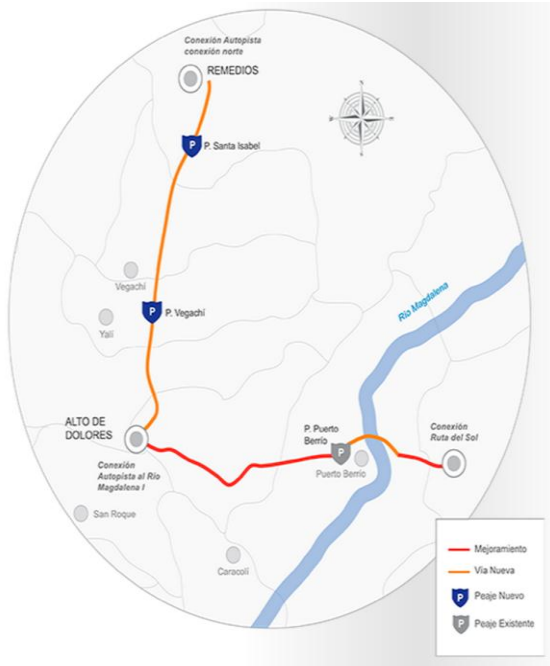 Conexión Autopista
conexión norte
REMEDIOS
P
P. Santa Isabel
Vegachí
P
P. Vegachí
Yalí
Río Magdalena
ALTO DE
DOLORES
Conexión
Autopista al Río
Magdalena I
P. Puerto
Berrío
P
Puerto Berrío
Conexión
Ruta del Sol
San Roque
Caracolí
Mejoramiento
Vía Nueva
P
Peaje Nuevo
P
Peaje Existente